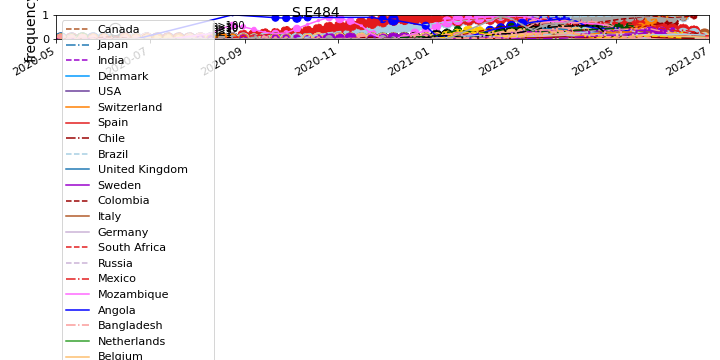 S.E484
frequency
1
0
2020-05
2020-07
2020-09
2020-11
2021-01
2021-03
2021-05
2021-07
Canada
Japan
India
Denmark
USA
Switzerland
Spain
Chile
Brazil
United Kingdom
Sweden
Colombia
Italy
Germany
South Africa
Russia
Mexico
Mozambique
Angola
Bangladesh
Netherlands
Belgium